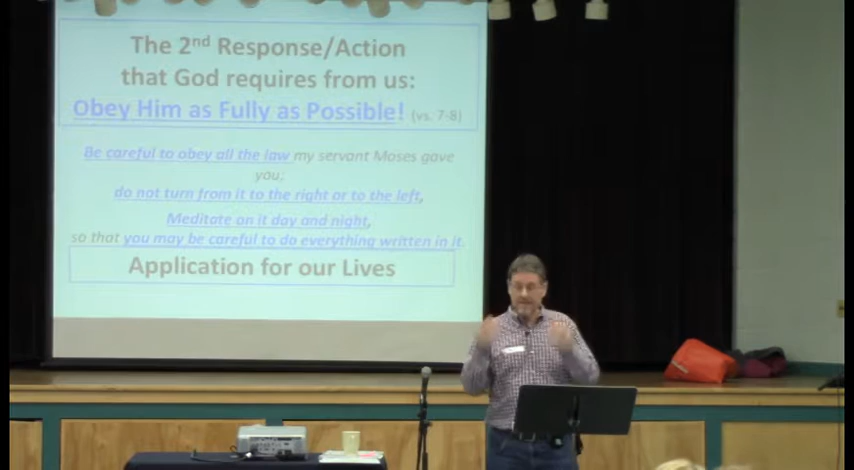 The 2nd Response/Action
that God requires from us:
Obey Him as Fully as Possible! (vs. 7-8)
Be careful to obey all the law my servant Moses gave
you;
do not turn from it to the right or to the left,
Meditate on it day and night,
so that you may be careful to do everything written in it.
Application for our Lives